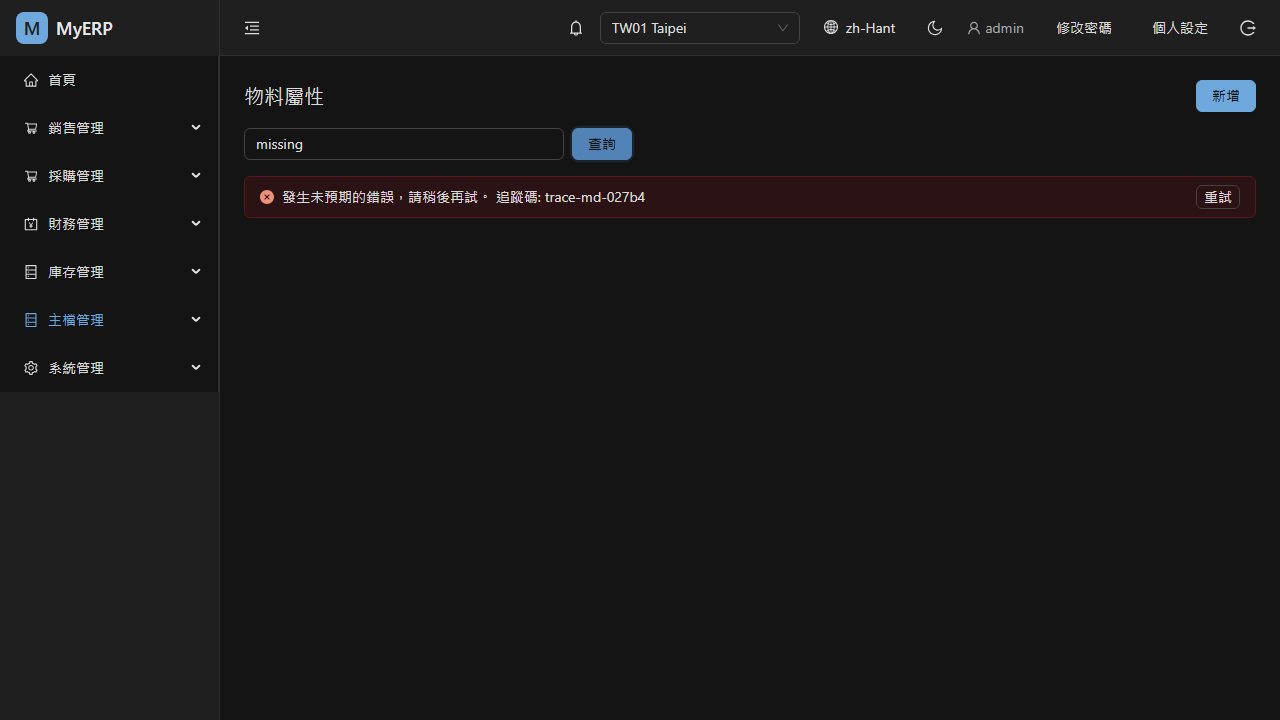 M MyERP
TW01 Taipei
zh-Hant
admin
修改密碼
個人設定
首頁
銷售管理
採購管理
財務管理
庫存管理
主檔管理
系統管理
物料屬性
新增
missing
查詢
發生未預期的錯誤，請稍後再試。 追蹤碼: trace-md-027b4
重試